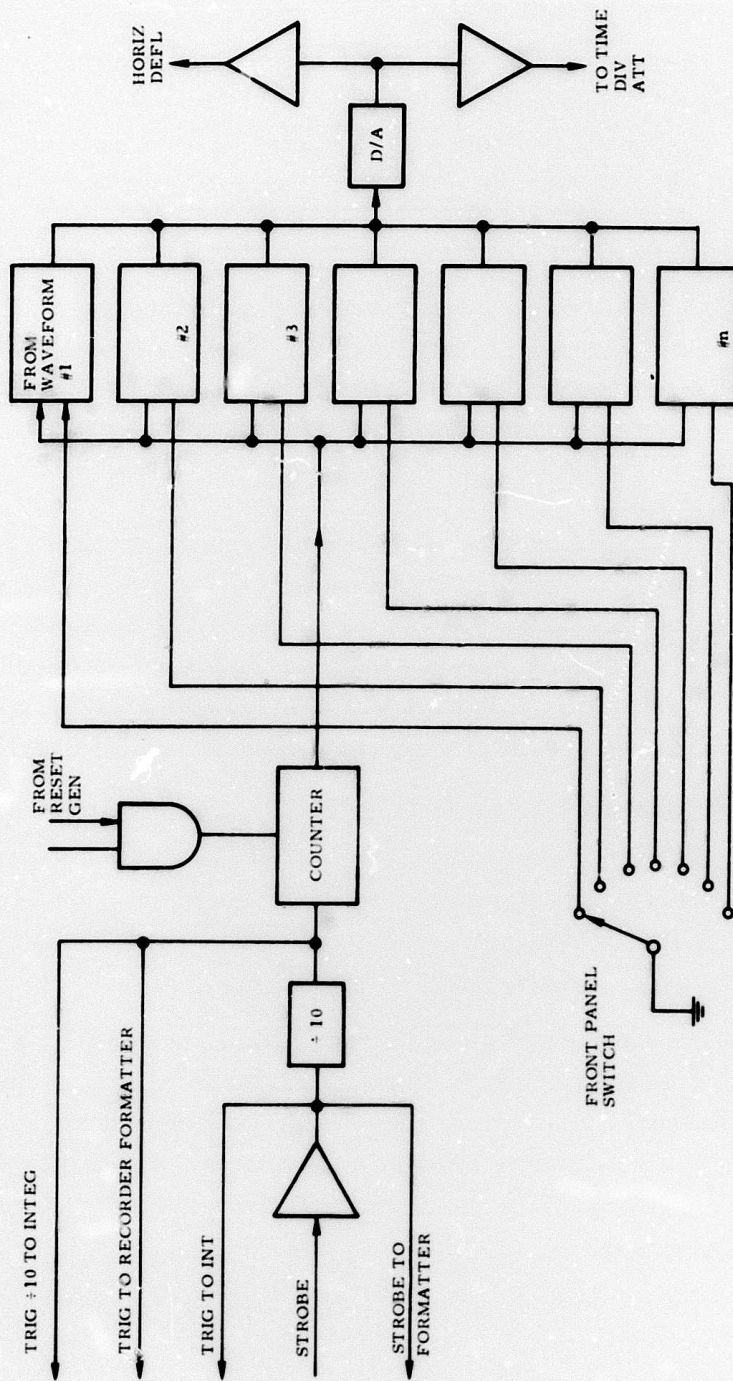 TRIG ÷10 TO INTEG
TRIG TO RECORDER FORMATTER
TRIG TO INT
STROBE
STROBE TO
FORMATTER
÷ 10
FROM
RESET
GEN
COUNTER
FRONT PANEL
SWITCH
FROM
WAVEFORM
#1
#2
#3
#n
D/A
HORIZ
DEFL
TO TIME
DIV
ATT